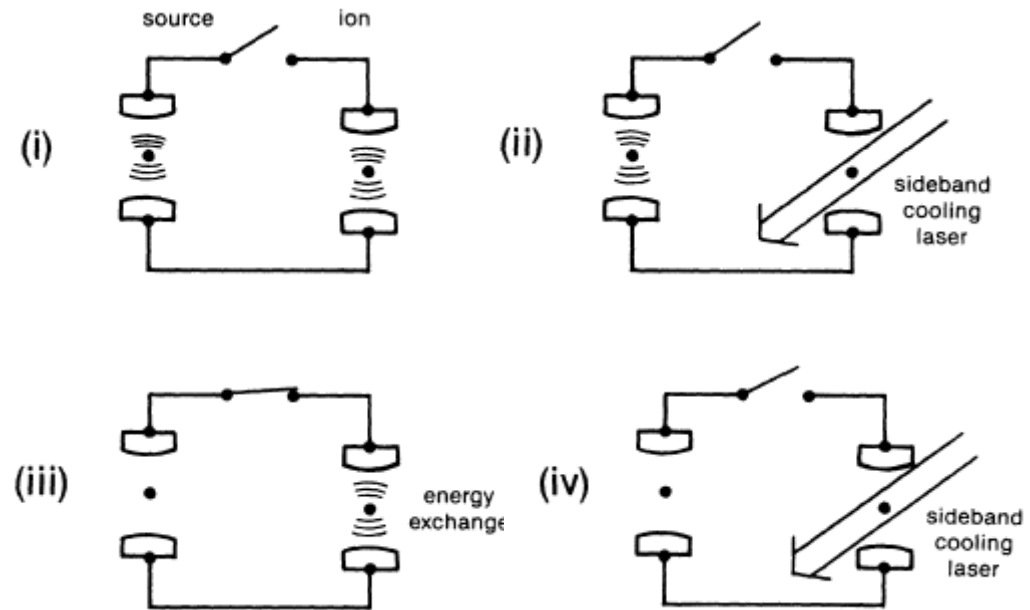 source ion
(i)
(ii)
sideband
cooling
laser
(iii)
energy
exchange
(iv)
sideband
cooling
laser